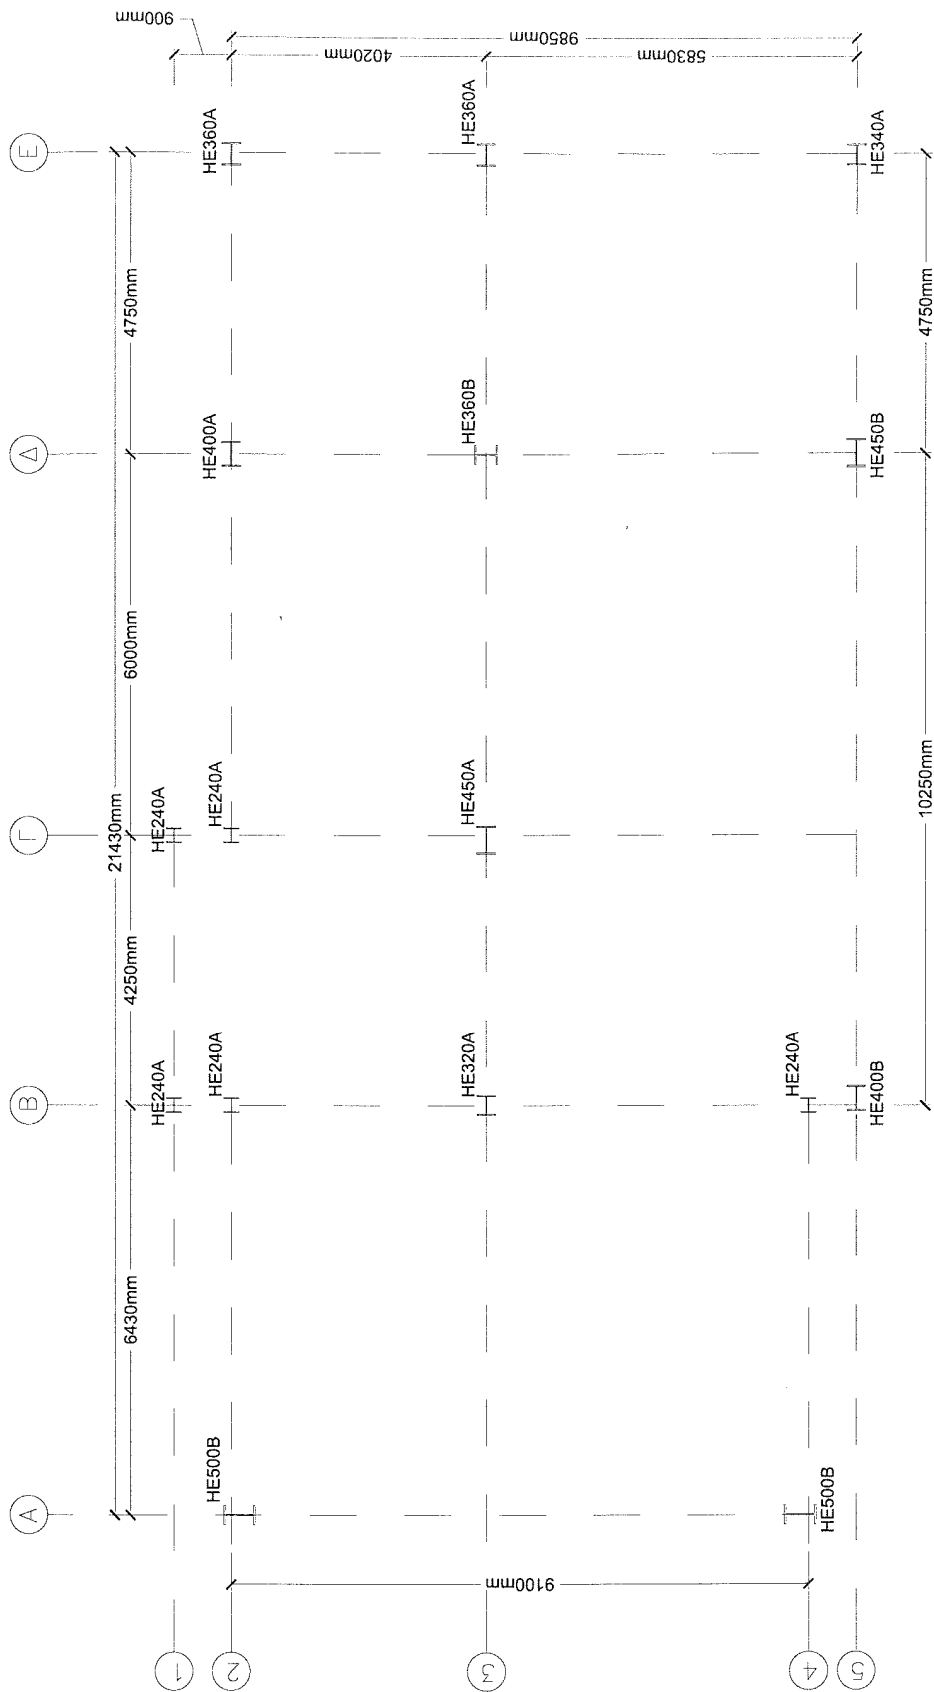 E
900mm
HE360A
HE360A
4020mm
9850mm
5830mm
HE340A
4750mm
4750mm
Δ
HE400A
HE360B
HE450B
6000mm
10250mm
Γ
21430mm
HE240A
HE240A
HE450A
4250mm
B
HE240A
HE240A
HE320A
HE240A
HE400B
6430mm
A
HE500B
HE500B
9100mm
1
2
3
4
5